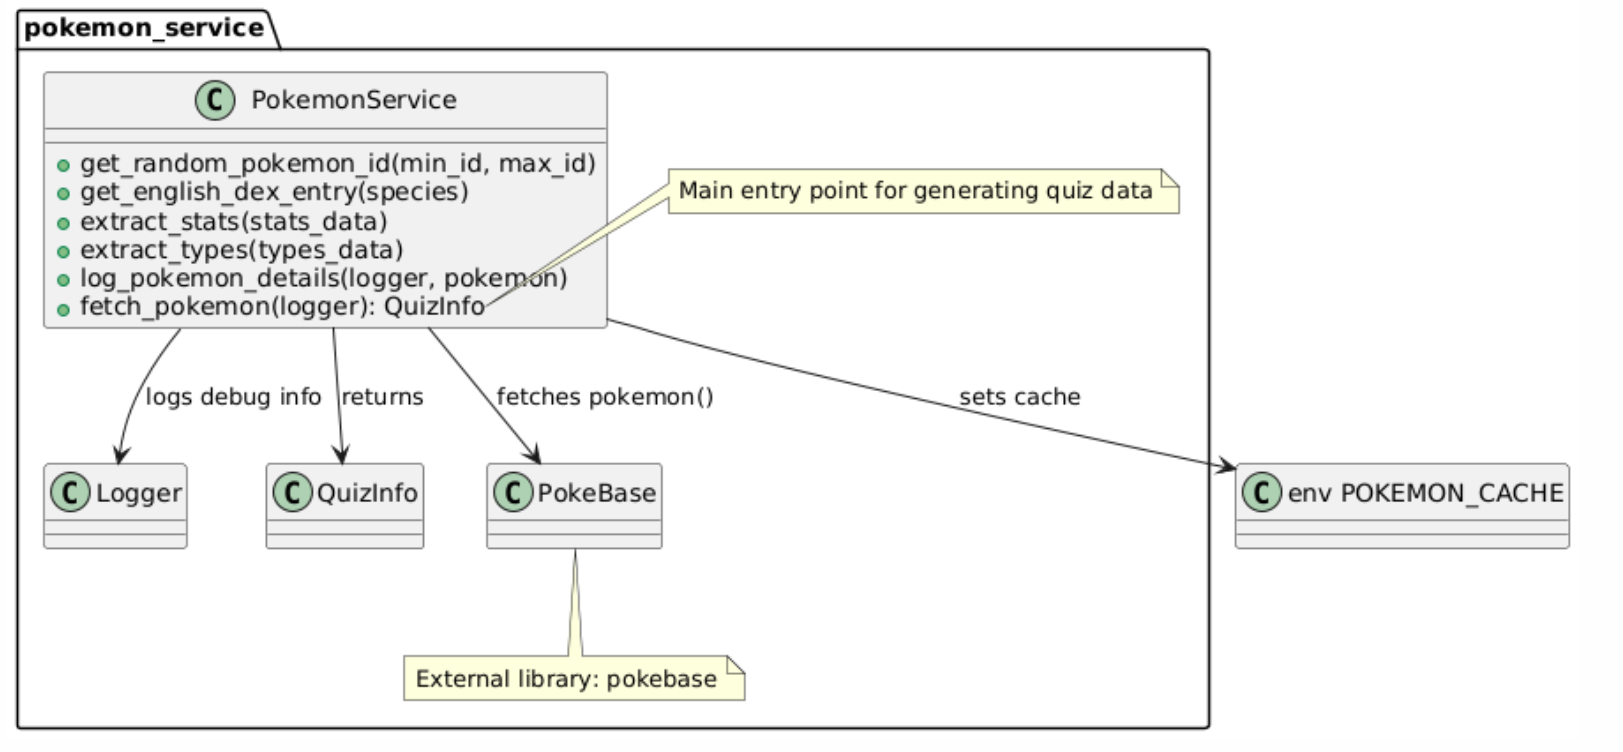 pokemon_service
C PokemonService
get_random_pokemon_id(min_id, max_id)
get_english_dex_entry(species)
extract_stats(stats_data)
extract_types(types_data)
log_pokemon_details(logger, pokemon)
fetch_pokemon(logger): QuizInfo
Main entry point for generating quiz data
logs debug info
returns
fetches pokemon()
sets cache
C Logger
C QuizInfo
C PokeBase
C env POKEMON_CACHE
External library: pokebase